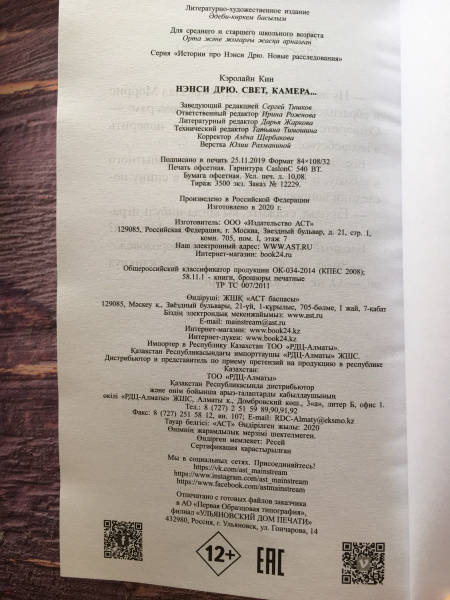 Литературно-художественное издание
Әдеби-көркем басылым
Для среднего и старшего школьного возраста
Орта және жоғарғы жасқа арналған
Серия «Истории про Нэнси Дрю. Новые расследования»
Кэролайн Кин
НЭНСИ ДРЮ. СВЕТ, КАМЕРА...
Заведующий редакцией Сергей Тишков
Ответственный редактор Ирина Рожнова
Литературный редактор Дарья Жаркова
Технический редактор Татьяна Тимошина
Корректор Алёна Щербакова
Верстка Юлии Рахманиной
Подписано в печать 25.11.2019 Формат 84×108/32
Печать офсетная. Гарнитура CaslonC 540 BT.
Бумага офсетная. Усл. печ. л. 10,08.
Тираж 3500 экз. Заказ № 12229.
Произведено в Российской Федерации
Изготовлено в 2020 г.
Изготовитель: ООО «Издательство АСТ»
129085, Российская Федерация, г. Москва, Звездный бульвар, д. 21, стр. 1,
комн. 705, пом. I, этаж 7
Наш электронный адрес: WWW.AST.RU
Интернет-магазин: book24.ru
Общероссийский классификатор продукции ОК-034-2014 (КПЕС 2008);
58.11.1 - книги, брошюры печатные
ТР ТС 007/2011
Өндіруші: ЖШҚ «АСТ баспасы»
129085, Мәскеу қ., Звёздный бульвары, 21-үй, 1-құрылыс, 705-бөлме, I жай, 7-қабат
Біздің электрондық мекенжайымыз: www.ast.ru
E-mail: mainstream@ast.ru
Интернет-магазин: www.book24.kz
Интернет-дүкен: www.book24.kz
Импортер в Республику Казахстан ТОО «РДЦ-Алматы».
Қазақстан Республикасындағы импорттаушы «РДЦ-Алматы» ЖШС.
Дистрибьютор и представитель по приему претензий на продукцию в республике
Казахстан:
ТОО «РДЦ-Алматы»
Қазақстан Республикасында дистрибьютор
және өнім бойынша арыз-талаптарды қабылдаушының
өкілі «РДЦ-Алматы» ЖШС, Алматы қ., Домбровский көш., 3«а», литер Б, офис 1.
Тел.: 8 (727) 2 51 59 89,90,91,92
Факс: 8 (727) 251 58 12, вн. 107; E-mail: RDC-Almaty@eksmo.kz
Тауар белгісі: «АСТ» Өндірілген жылы: 2020
Өнімнің жарамдылық мерзімі шектелмеген.
Өндірген мемлекет: Ресей
Сертификация қарастырылған
Мы в социальных сетях. Присоединяйтесь!
https://vk.com/ast_mainstream
https://www.instagram.com/ast_mainstream
https://www.facebook.com/astmainstream
Отпечатано с готовых файлов заказчика
в АО «Первая Образцовая типография»,
филиал «УЛЬЯНОВСКИЙ ДОМ ПЕЧАТИ»
432980, Россия, г. Ульяновск, ул. Гончарова, 14
12+
EAC